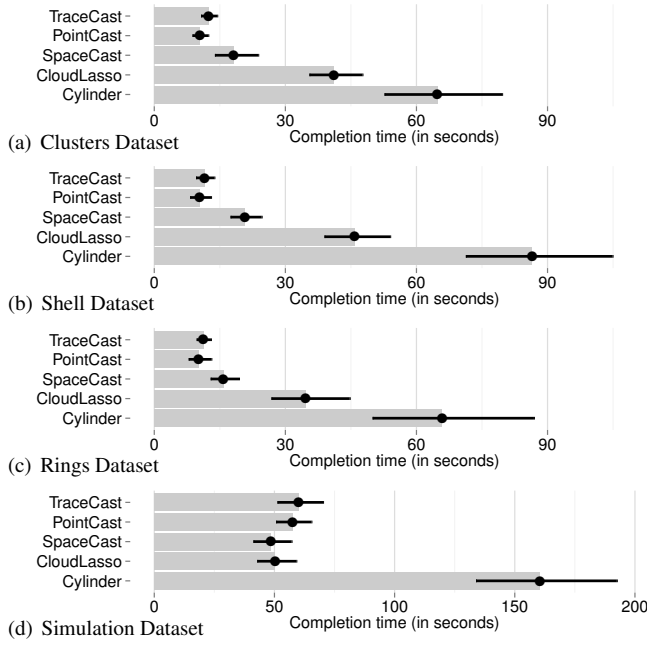 TraceCast
PointCast
SpaceCast
CloudLasso
Cylinder
0 30 60 90
Completion time (in seconds)
(a) Clusters Dataset
TraceCast
PointCast
SpaceCast
CloudLasso
Cylinder
0 30 60 90
Completion time (in seconds)
(b) Shell Dataset
TraceCast
PointCast
SpaceCast
CloudLasso
Cylinder
0 30 60 90
Completion time (in seconds)
(c) Rings Dataset
TraceCast
PointCast
SpaceCast
CloudLasso
Cylinder
0 50 100 150 200
Completion time (in seconds)
(d) Simulation Dataset